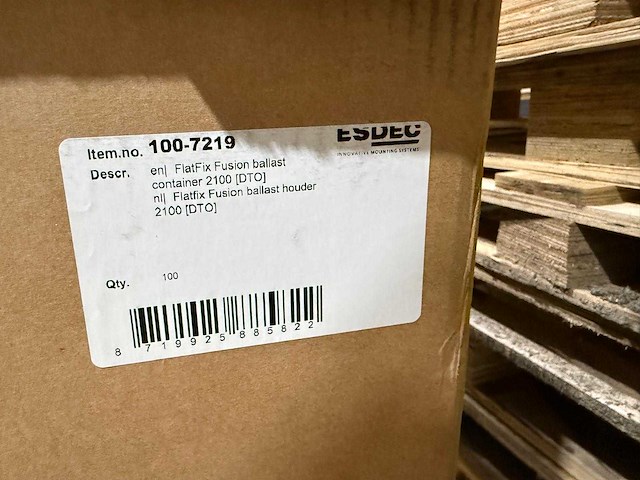 ESDEC
INNOVATIVE MOUNTING SYSTEMS
Item.no. 100-7219
Descr. en| FlatFix Fusion ballast
container 2100 [DTO]
nl| Flatfix Fusion ballast houder
2100 [DTO]
Qty. 100
8 719925 885822